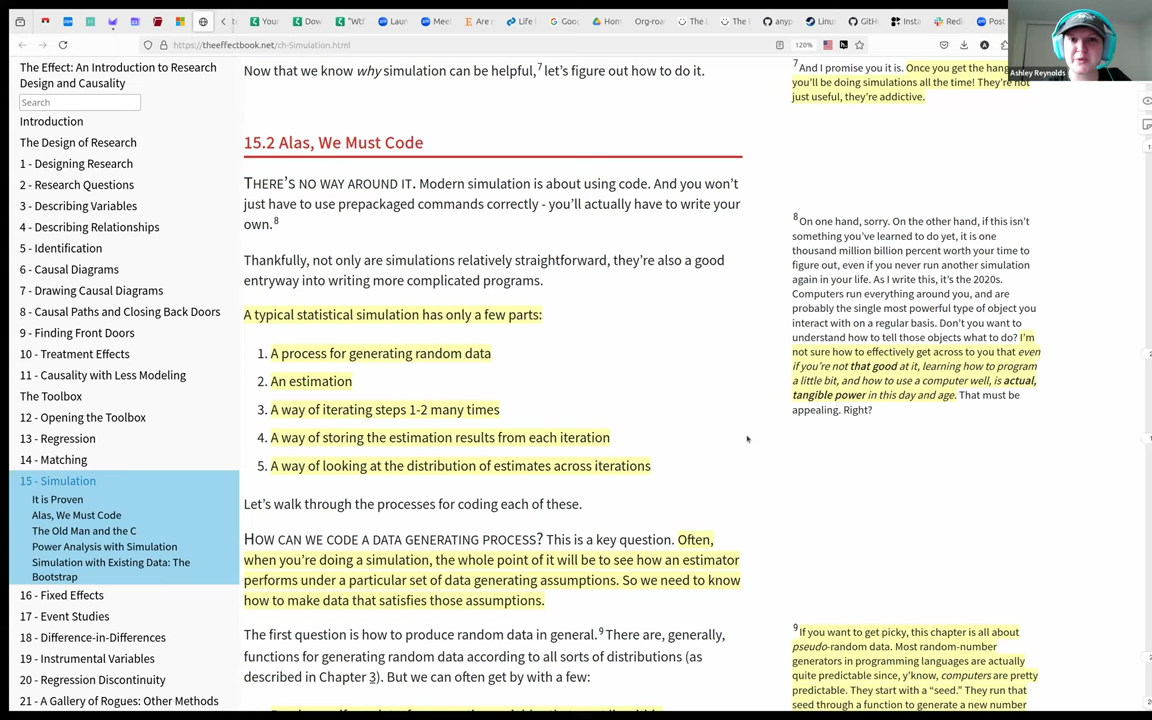 Your
Dow
"Wtf
Laun
Meet
Are r
Life
Goo
Hom
Org-roa
The I
The I
anyp
Linu
GitH
Insta
Redi
Post
https://theeffectbook.net/ch-Simulation.html
120%
Ashley Reynolds
The Effect: An Introduction to Research
Design and Causality
Search
Introduction
The Design of Research
1 - Designing Research
2 - Research Questions
3 - Describing Variables
4 - Describing Relationships
5 - Identification
6 - Causal Diagrams
7 - Drawing Causal Diagrams
8 - Causal Paths and Closing Back Doors
9 - Finding Front Doors
10 - Treatment Effects
11 - Causality with Less Modeling
The Toolbox
12 - Opening the Toolbox
13 - Regression
14 - Matching
15 - Simulation
It is Proven
Alas, We Must Code
The Old Man and the C
Power Analysis with Simulation
Simulation with Existing Data: The
Bootstrap
16 - Fixed Effects
17 - Event Studies
18 - Difference-in-Differences
19 - Instrumental Variables
20 - Regression Discontinuity
21 - A Gallery of Rogues: Other Methods
Now that we know why simulation can be helpful,7 let's figure out how to do it.
15.2 Alas, We Must Code
THERE'S NO WAY AROUND IT. Modern simulation is about using code. And you won't
just have to use prepackaged commands correctly - you'll actually have to write your
own.8
Thankfully, not only are simulations relatively straightforward, they're also a good
entryway into writing more complicated programs.
A typical statistical simulation has only a few parts:
1. A process for generating random data
2. An estimation
3. A way of iterating steps 1-2 many times
4. A way of storing the estimation results from each iteration
5. A way of looking at the distribution of estimates across iterations
Let's walk through the processes for coding each of these.
HOW CAN WE CODE A DATA GENERATING PROCESS? This is a key question. Often,
when you're doing a simulation, the whole point of it will be to see how an estimator
performs under a particular set of data generating assumptions. So we need to know
how to make data that satisfies those assumptions.
The first question is how to produce random data in general.9 There are, generally,
functions for generating random data according to all sorts of distributions (as
described in Chapter 3). But we can often get by with a few:
7 And I promise you it is. Once you get the hang
you'll be doing simulations all the time! They're not
just useful, they're addictive.
8 On one hand, sorry. On the other hand, if this isn't
something you've learned to do yet, it is one
thousand million billion percent worth your time to
figure out, even if you never run another simulation
again in your life. As I write this, it's the 2020s.
Computers run everything around you, and are
probably the single most powerful type of object you
interact with on a regular basis. Don't you want to
understand how to tell those objects what to do? I'm
not sure how to effectively get across to you that even
if you're not that good at it, learning how to program
a little bit, and how to use a computer well, is actual,
tangible power in this day and age. That must be
appealing. Right?
9 If you want to get picky, this chapter is all about
pseudo-random data. Most random-number
generators in programming languages are actually
quite predictable since, y'know, computers are pretty
predictable. They start with a "seed." They run that
seed through a function to generate a new number